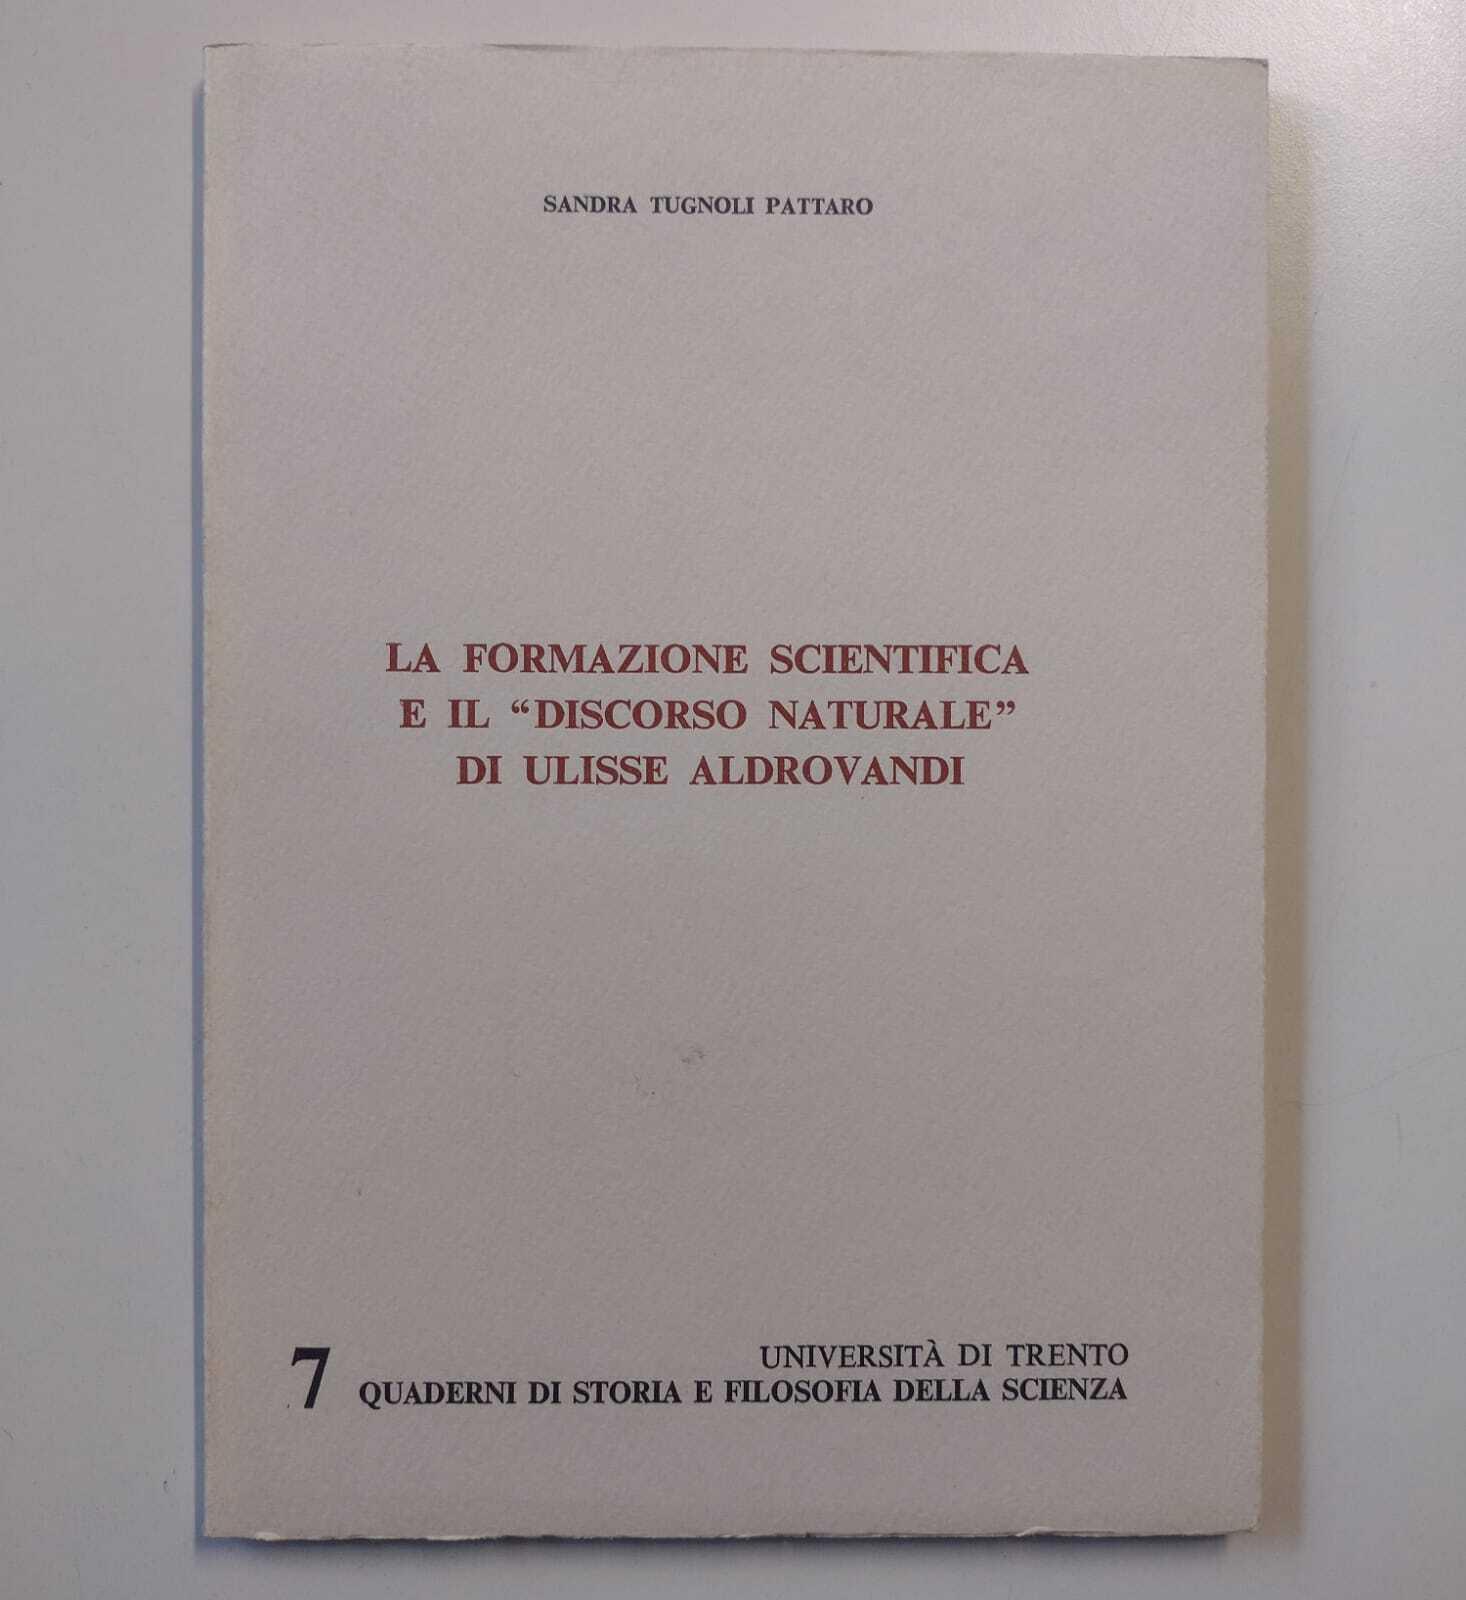 SANDRA TUGNOLI PATTARO
LA FORMAZIONE SCIENTIFICA
E IL “DISCORSO NATURALE”
DI ULISSE ALDROVANDI
7
UNIVERSITÀ DI TRENTO
QUADERNI DI STORIA E FILOSOFIA DELLA SCIENZA